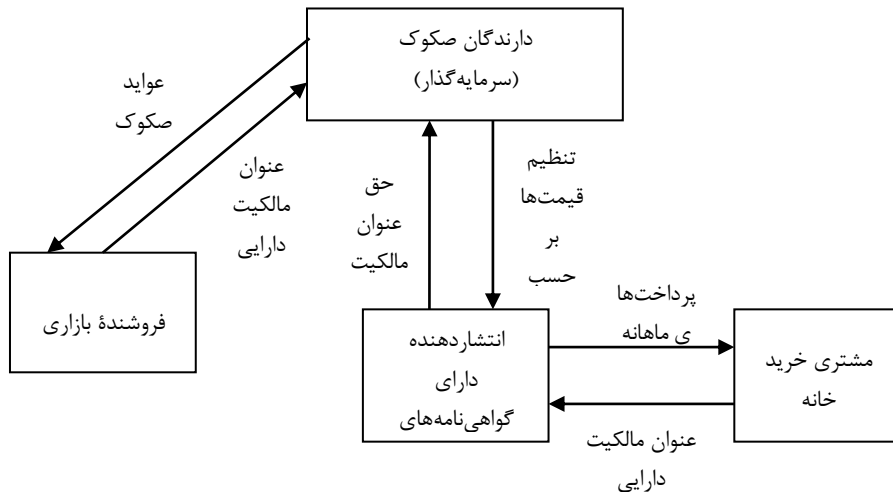 دارندگان صکوک
(سرمایه‌گذار)
عواید
صکوک
عنوان
مالکیت
دارایی
حق
عنوان
مالکیت
تنظیم
قیمت‌ها
بر
حسب
فروشندهٔ بازاری
انتشاردهنده
دارای
گواهی‌نامه‌های
پرداخت‌ها
ی ماهانه
مشتری خرید
خانه
عنوان مالکیت
دارایی